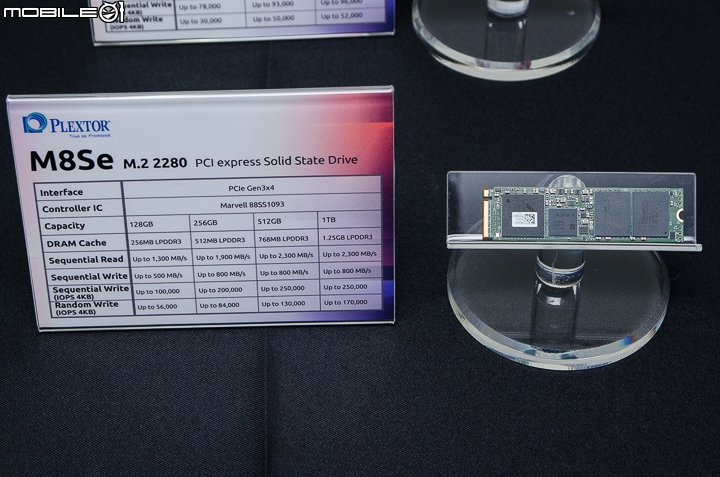 MOBILE01
Sequential Write (IOPS 4KB) Up to 78,000 Up to 93,000 Up to 96,000
Random Write (IOPS 4KB) Up to 30,000 Up to 50,000 Up to 52,000
PLEXTOR
True as Promised.
M8Se M.2 2280 PCI express Solid State Drive
Interface PCIe Gen3x4
Controller IC Marvell 88SS1093
Capacity 128GB 256GB 512GB 1TB
DRAM Cache 256MB LPDDR3 512MB LPDDR3 768MB LPDDR3 1.25GB LPDDR3
Sequential Read Up to 1,300 MB/s Up to 1,900 MB/s Up to 2,300 MB/s Up to 2,300 MB/s
Sequential Write Up to 500 MB/s Up to 800 MB/s Up to 800 MB/s Up to 800 MB/s
Sequential Write (IOPS 4KB) Up to 100,000 Up to 200,000 Up to 250,000 Up to 250,000
Random Write (IOPS 4KB) Up to 56,000 Up to 84,000 Up to 130,000 Up to 170,000